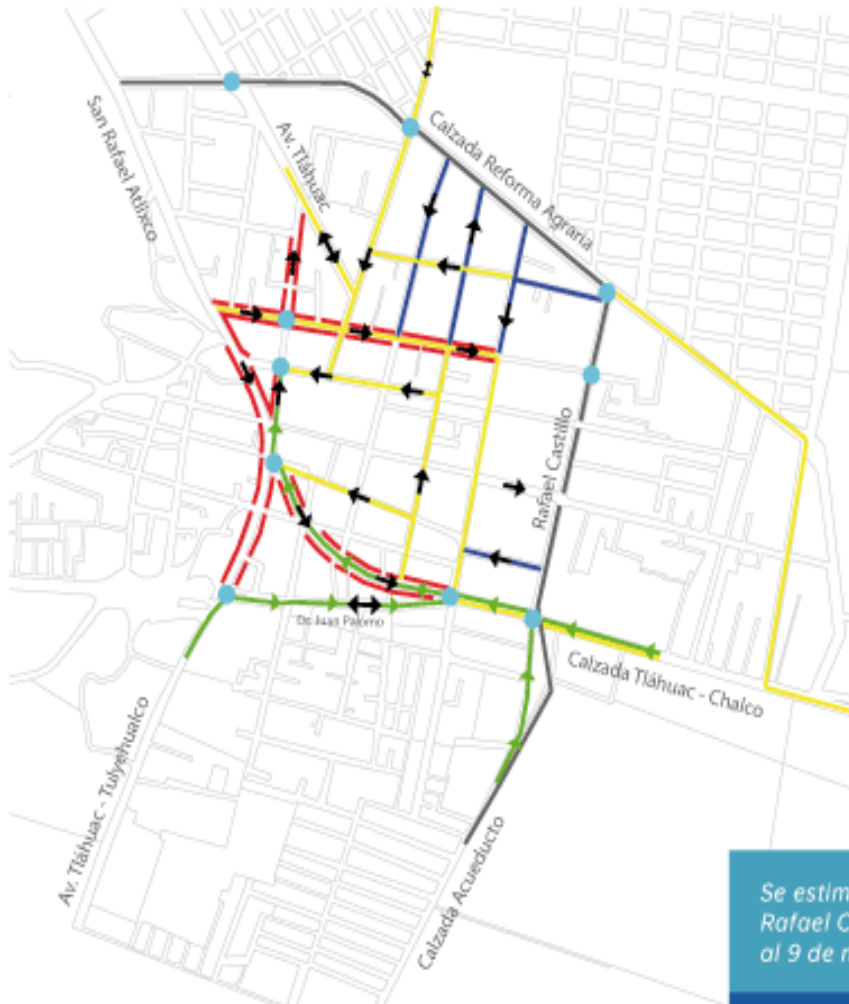 San Rafael Atlixco
Av. Tláhuac
Calzada Reforma Agraria
Rafael Castillo
Dr. Juan Palomo
Calzada Tláhuac - Chalco
Av. Tláhuac - Tulyehualco
Calzada Acueducto
Se estim
Rafael C
al 9 de